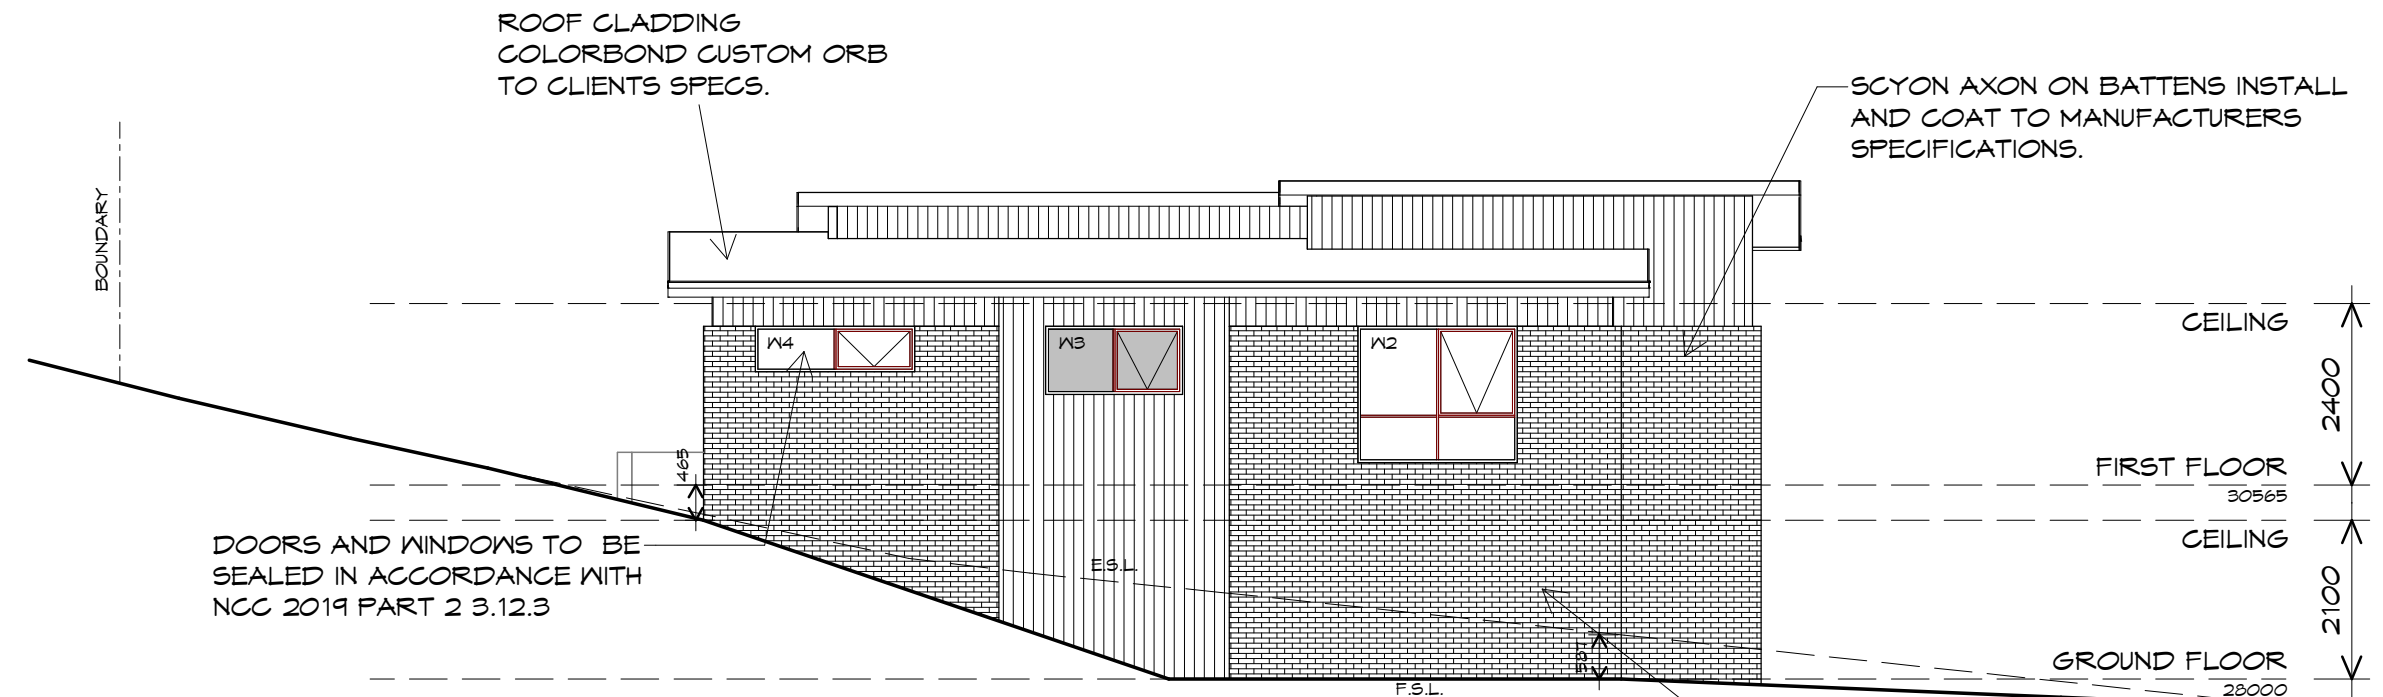 ROOF CLADDING
COLORBOND CUSTOM ORB
TO CLIENTS SPECS.
SCYON AXON ON BATTENS INSTALL
AND COAT TO MANUFACTURERS
SPECIFICATIONS.
BOUNDARY
CEILING
W4
W3
W2
2400
465
FIRST FLOOR
30565
DOORS AND WINDOWS TO BE
SEALED IN ACCORDANCE WITH
NCC 2019 PART 2 3.12.3
CEILING
E.S.L.
2100
GROUND FLOOR
28000
F.S.L.